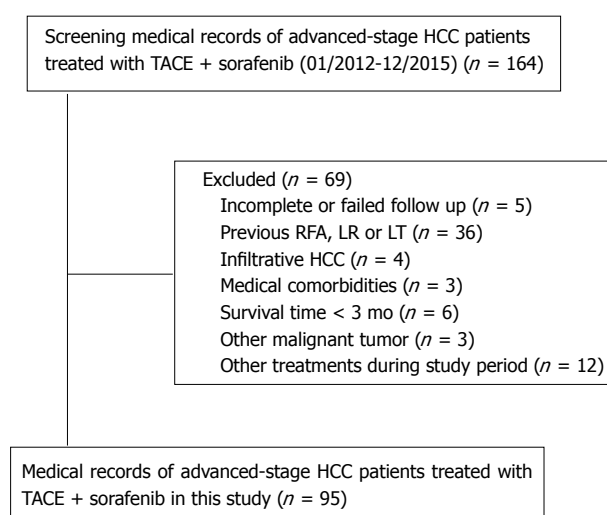 Screening medical records of advanced-stage HCC patients
treated with TACE + sorafenib (01/2012-12/2015) (n = 164)
Excluded (n = 69)
Incomplete or failed follow up (n = 5)
Previous RFA, LR or LT (n = 36)
Infiltrative HCC (n = 4)
Medical comorbidities (n = 3)
Survival time < 3 mo (n = 6)
Other malignant tumor (n = 3)
Other treatments during study period (n = 12)
Medical records of advanced-stage HCC patients treated with
TACE + sorafenib in this study (n = 95)